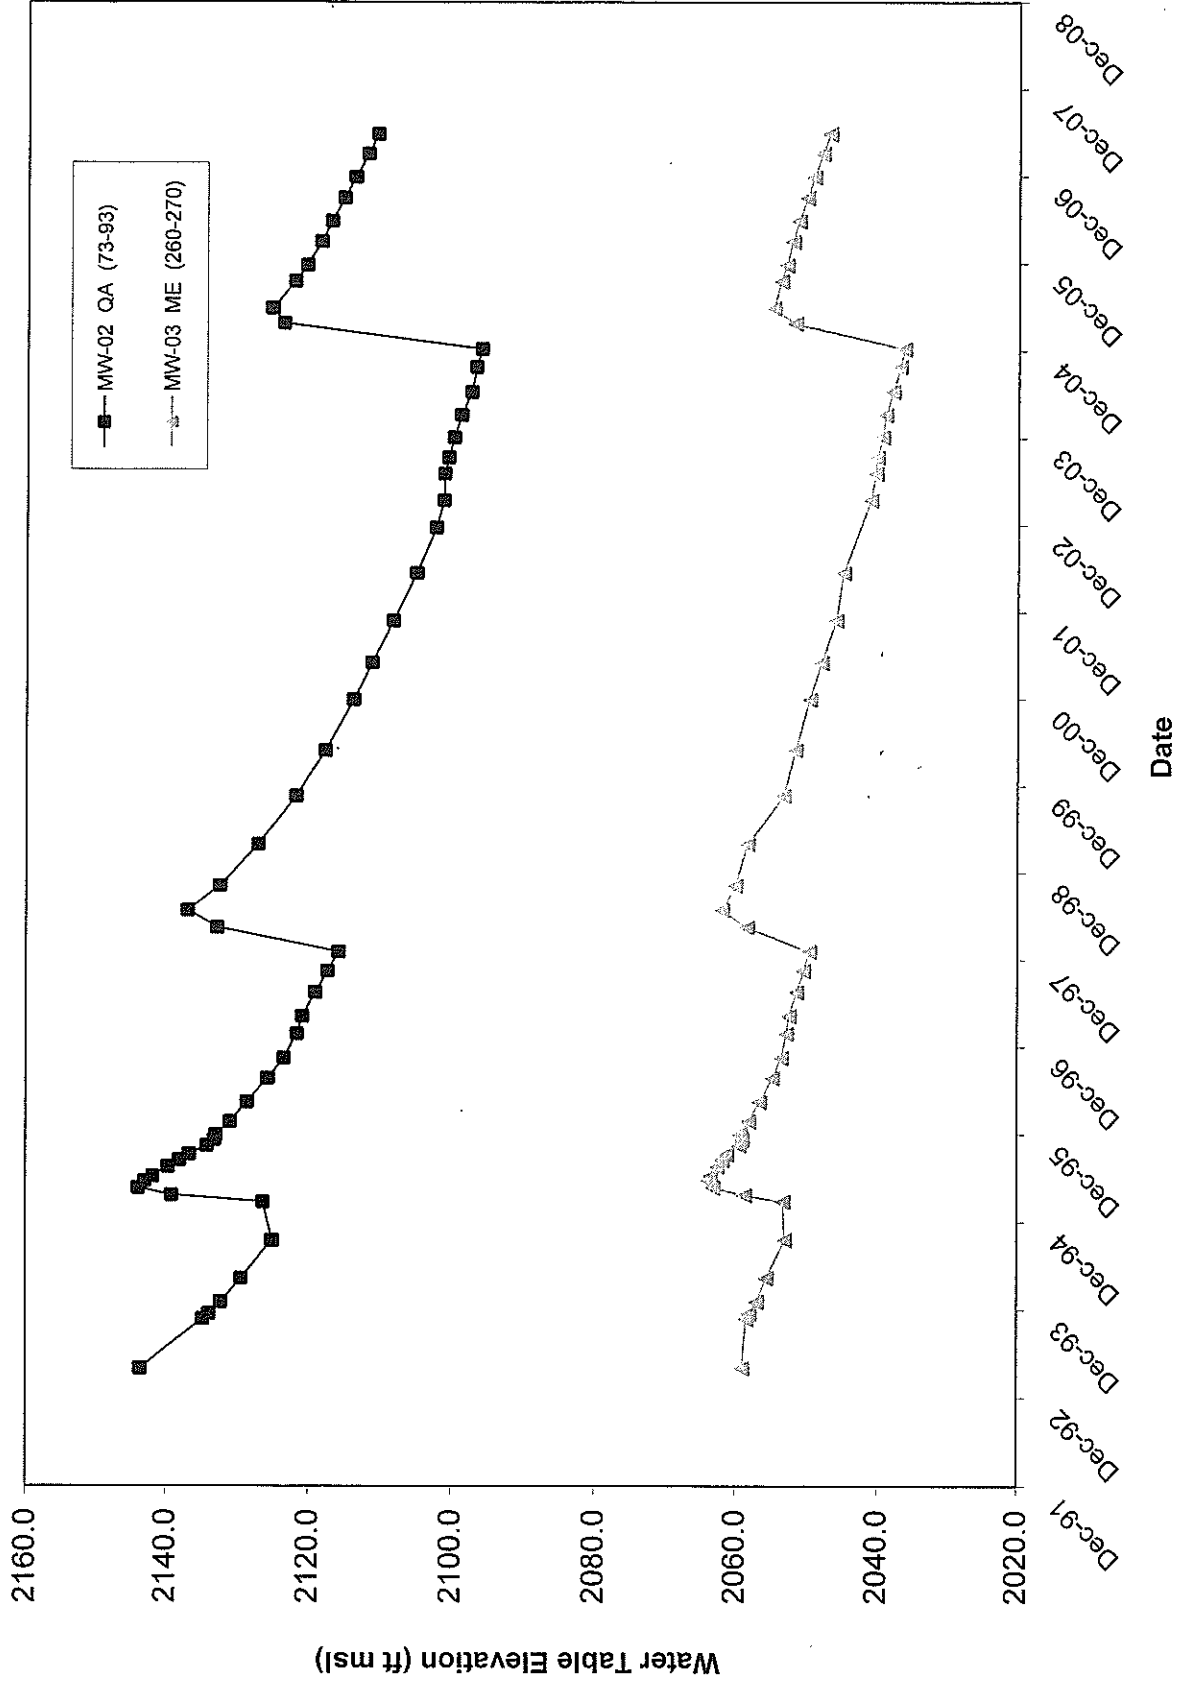 MW-02 QA (73-93)
MW-03 ME (260-270)
Water Table Elevation (ft msl)
2160.0
2140.0
2120.0
2100.0
2080.0
2060.0
2040.0
2020.0
Dec-91
Dec-92
Dec-93
Dec-94
Dec-95
Dec-96
Dec-97
Dec-98
Dec-99
Dec-00
Dec-01
Dec-02
Dec-03
Dec-04
Dec-05
Dec-06
Dec-07
Dec-08
Date